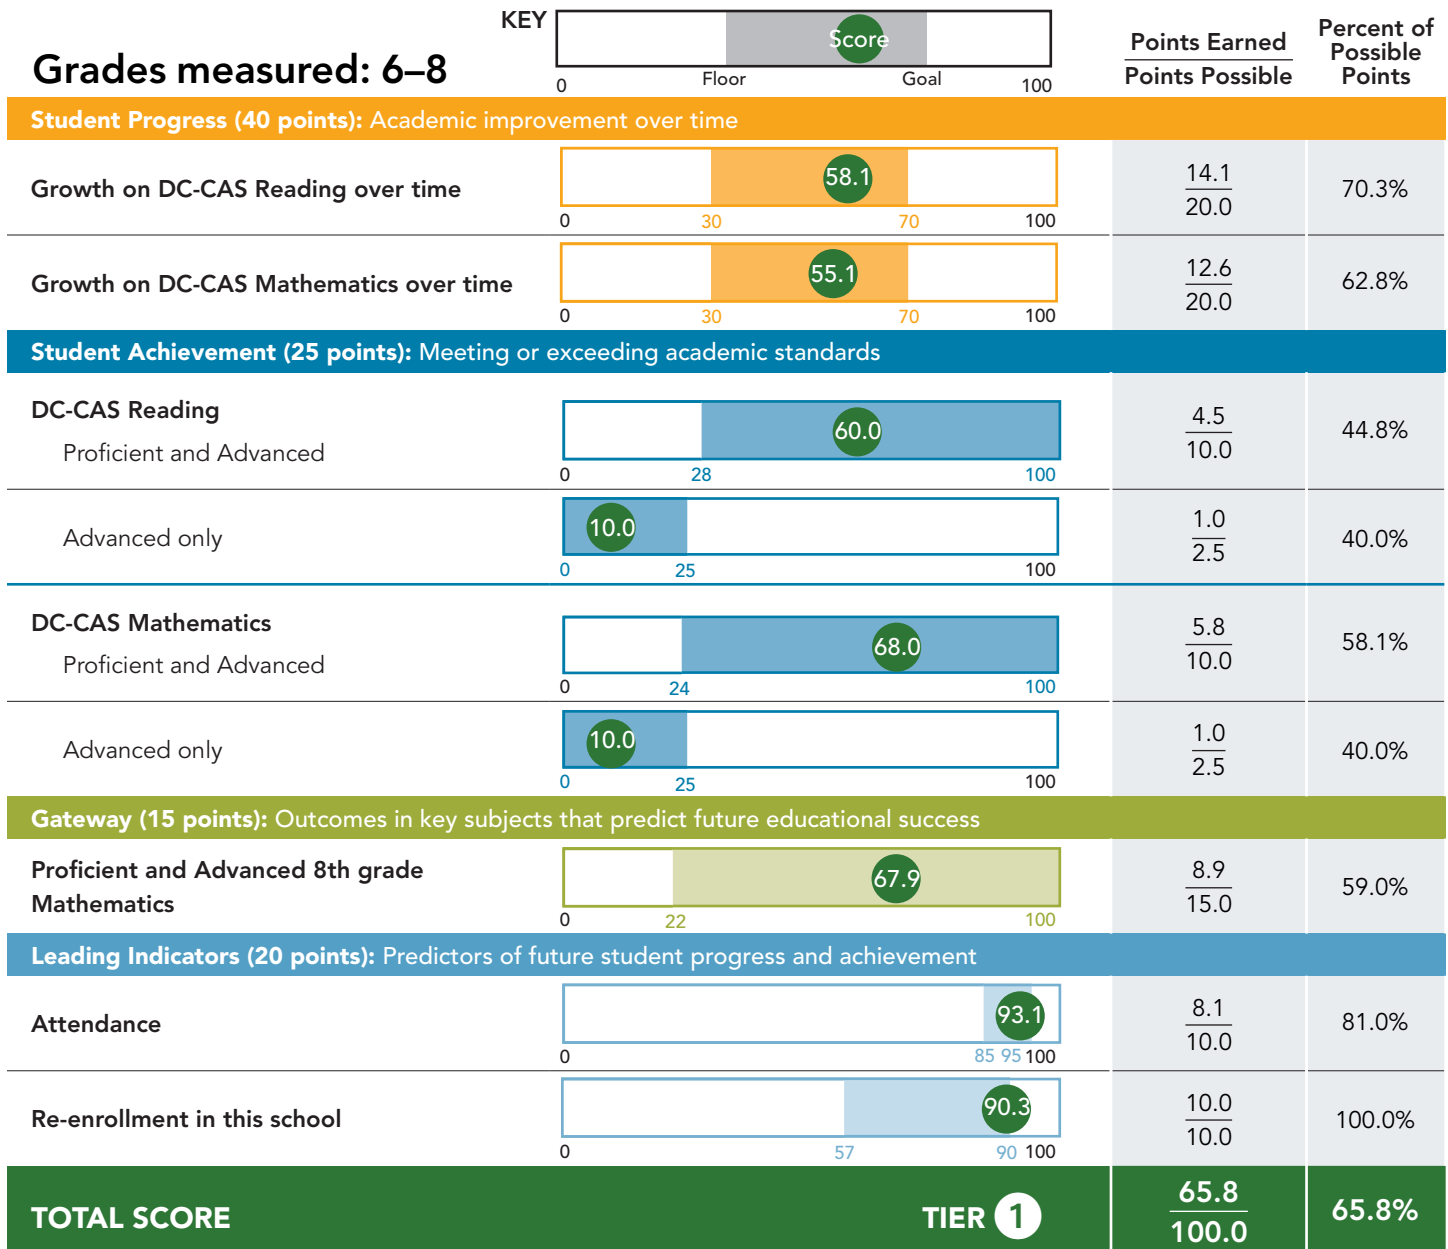 KEY
Score
0 Floor Goal 100
Grades measured: 6–8
Points Earned
Points Possible
Percent of
Possible
Points
Student Progress (40 points): Academic improvement over time
Growth on DC-CAS Reading over time
58.1
0 30 70 100
14.1
20.0
70.3%
Growth on DC-CAS Mathematics over time
55.1
0 30 70 100
12.6
20.0
62.8%
Student Achievement (25 points): Meeting or exceeding academic standards
DC-CAS Reading
Proficient and Advanced
60.0
0 28 100
4.5
10.0
44.8%
Advanced only
10.0
0 25 100
1.0
2.5
40.0%
DC-CAS Mathematics
Proficient and Advanced
68.0
0 24 100
5.8
10.0
58.1%
Advanced only
10.0
0 25 100
1.0
2.5
40.0%
Gateway (15 points): Outcomes in key subjects that predict future educational success
Proficient and Advanced 8th grade
Mathematics
67.9
0 22 100
8.9
15.0
59.0%
Leading Indicators (20 points): Predictors of future student progress and achievement
Attendance
93.1
0 85 95 100
8.1
10.0
81.0%
Re-enrollment in this school
90.3
0 57 90 100
10.0
10.0
100.0%
TOTAL SCORE
TIER 1
65.8
100.0
65.8%